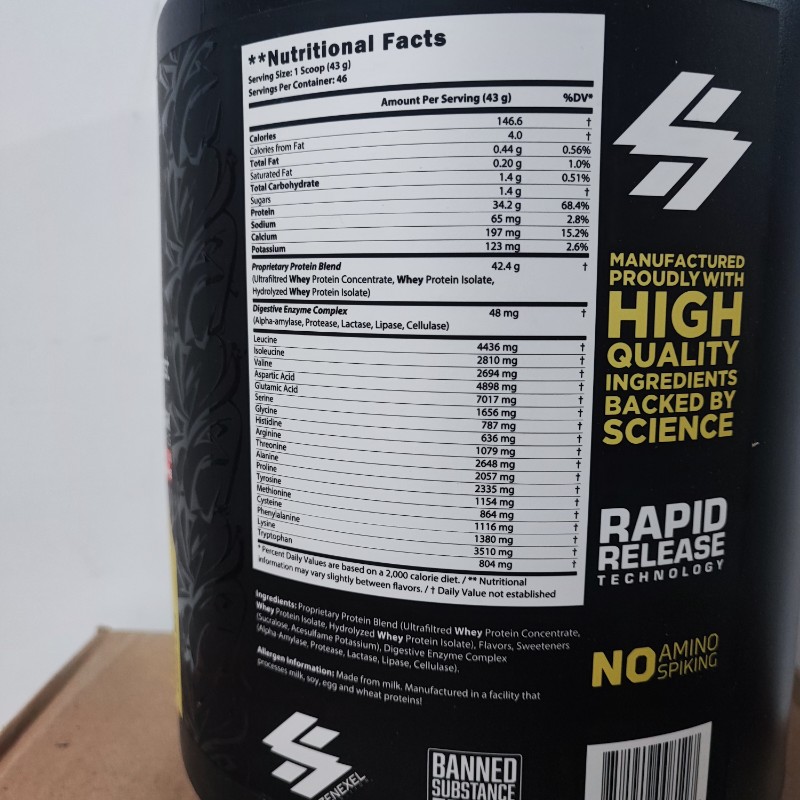 **Nutritional Facts
Serving Size: 1 Scoop (43 g)
Servings Per Container: 46
Amount Per Serving (43 g) %DV*
Calories 146.6 †
Calories from Fat 4.0 †
Total Fat 0.44 g 0.56%
Saturated Fat 0.20 g 1.0%
Total Carbohydrate 1.4 g 0.51%
Sugars 1.4 g †
Protein 34.2 g 68.4%
Sodium 65 mg 2.8%
Calcium 197 mg 15.2%
Potassium 123 mg 2.6%
Proprietary Protein Blend 42.4 g †
(Ultrafiltred Whey Protein Concentrate, Whey Protein Isolate,
Hydrolyzed Whey Protein Isolate)
Digestive Enzyme Complex 48 mg †
(Alpha-amylase, Protease, Lactase, Lipase, Cellulase)
Leucine 4436 mg †
Isoleucine 2810 mg †
Valine 2694 mg †
Aspartic Acid 4898 mg †
Glutamic Acid 7017 mg †
Serine 1656 mg †
Glycine 787 mg †
Histidine 636 mg †
Arginine 1079 mg †
Threonine 2648 mg †
Alanine 2057 mg †
Proline 2335 mg †
Tyrosine 1154 mg †
Methionine 864 mg †
Cysteine 1116 mg †
Phenylalanine 1380 mg †
Lysine 3510 mg †
Tryptophan 804 mg †
* Percent Daily Values are based on a 2,000 calorie diet. / ** Nutritional
information may vary slightly between flavors. / † Daily Value not established
Ingredients: Proprietary Protein Blend (Ultrafiltred Whey Protein Concentrate,
Whey Protein Isolate, Hydrolyzed Whey Protein Isolate), Flavors, Sweeteners
(Sucralose, Acesulfame Potassium), Digestive Enzyme Complex
(Alpha-Amylase, Protease, Lactase, Lipase, Cellulase).
Allergen Information: Made from milk. Manufactured in a facility that
processes milk, soy, egg and wheat proteins!
MANUFACTURED
PROUDLY WITH
HIGH
QUALITY
INGREDIENTS
BACKED BY
SCIENCE
RAPID
RELEASE
TECHNOLOGY
NO AMINO
SPIKING
BANNED
SUBSTANCE